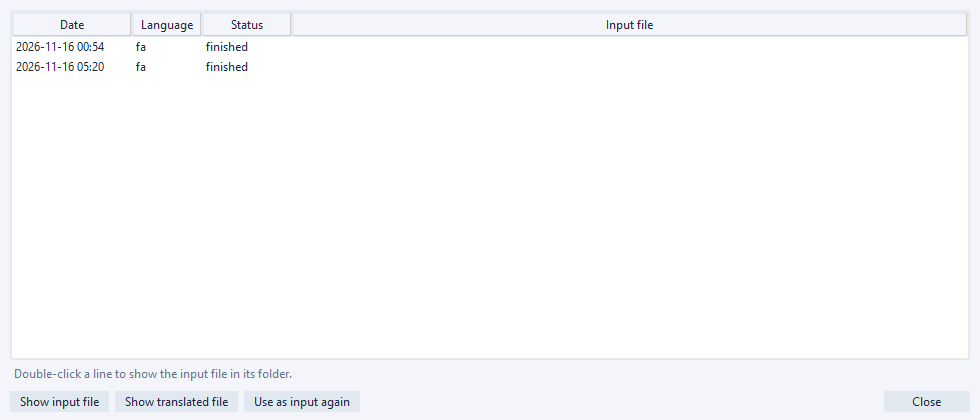 Date Language Status Input file
2026-11-16 00:54 fa finished
2026-11-16 05:20 fa finished
Double-click a line to show the input file in its folder.
Show input file Show translated file Use as input again Close